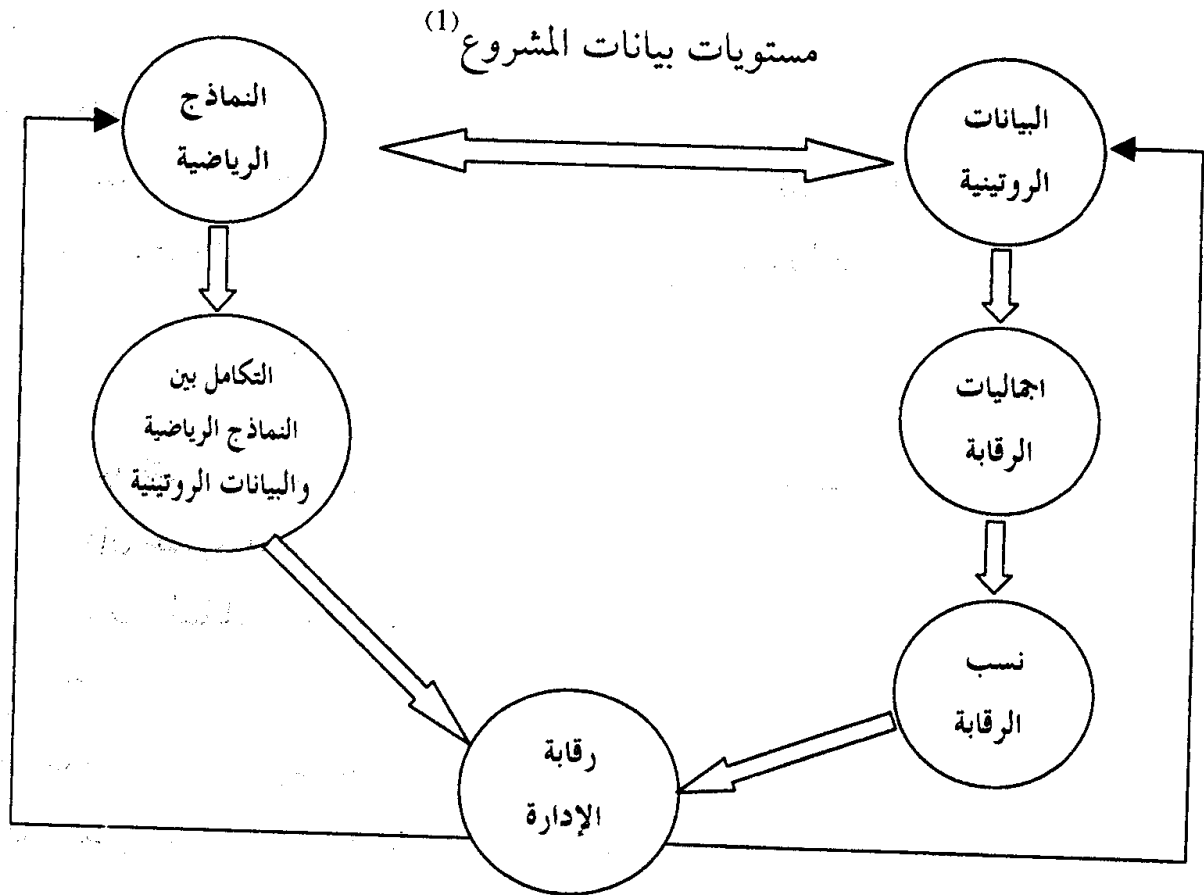 مستويات بيانات المشروع (1)
البيانات
الروتينية
النماذج
الرياضية
اجماليات
الرقابة
التكامل بين
النماذج الرياضية
والبيانات الروتينية
نسب
الرقابة
رقابة
الإدارة